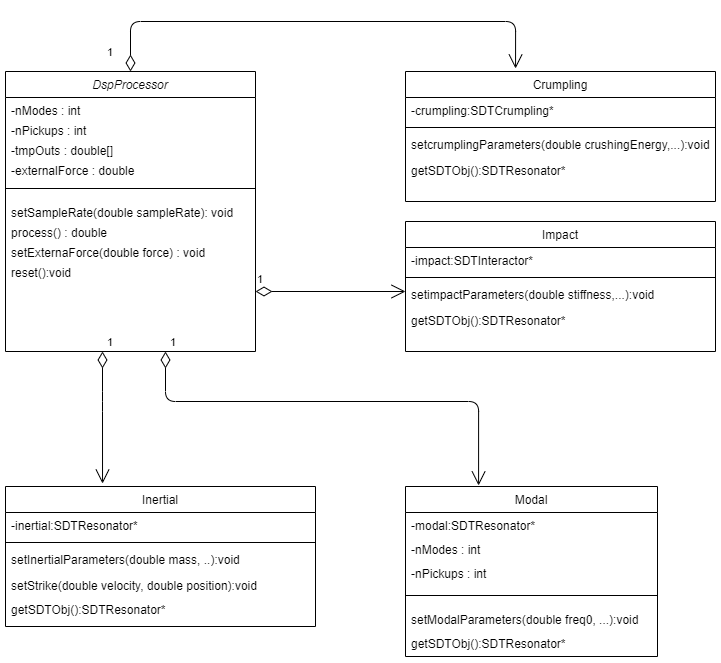 1
DspProcessor
-nModes : int
-nPickups : int
-tmpOuts : double[]
-externalForce : double
setSampleRate(double sampleRate): void
process() : double
setExternaForce(double force) : void
reset():void
1
1
1
Crumpling
-crumpling:SDTCrumpling*
setcrumplingParameters(double crushingEnergy,...):void
getSDTObj():SDTResonator*
Impact
-impact:SDTInteractor*
setimpactParameters(double stiffness,...):void
getSDTObj():SDTResonator*
Inertial
-inertial:SDTResonator*
setInertialParameters(double mass, ..):void
setStrike(double velocity, double position):void
getSDTObj():SDTResonator*
Modal
-modal:SDTResonator*
-nModes : int
-nPickups : int
setModalParameters(double freq0, ...):void
getSDTObj():SDTResonator*